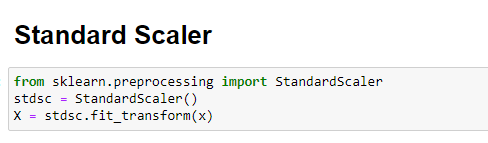 Standard Scaler
from sklearn.preprocessing import StandardScaler
stdsc = StandardScaler()
X = stdsc.fit_transform(x)